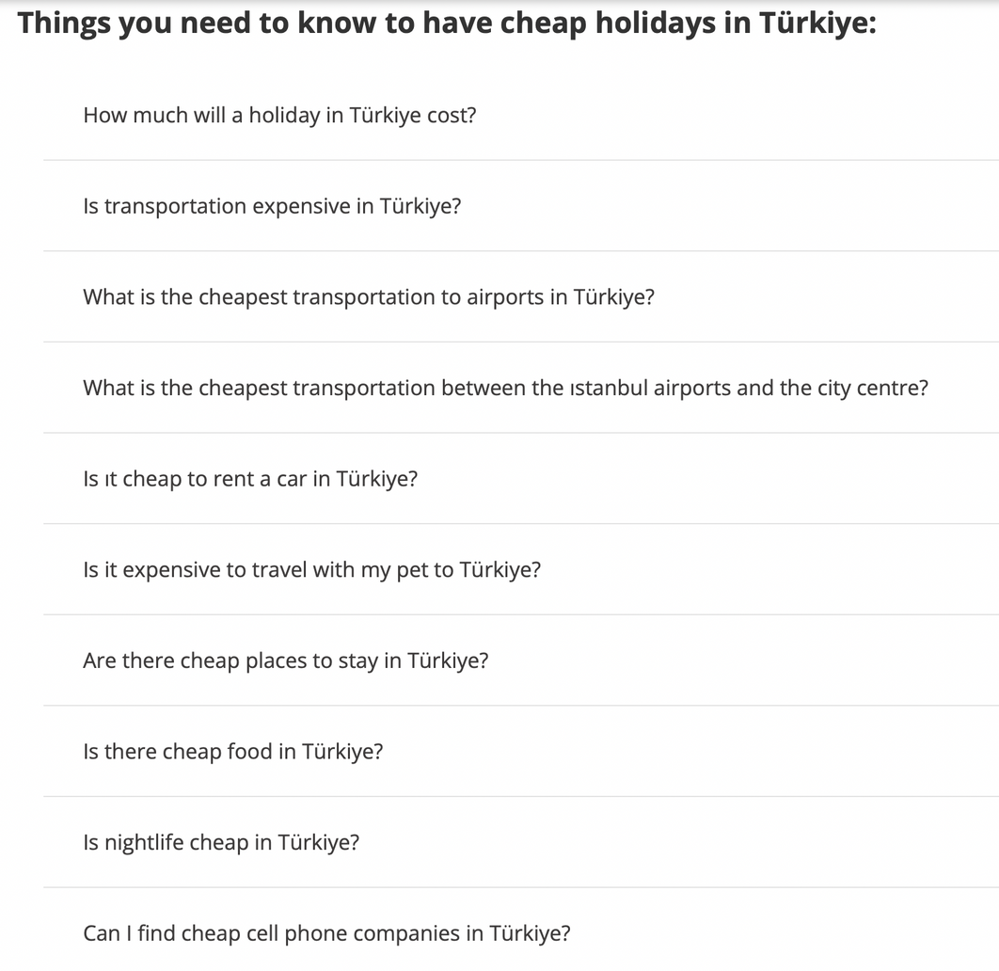 Things you need to know to have cheap holidays in Türkiye:
How much will a holiday in Türkiye cost?
Is transportation expensive in Türkiye?
What is the cheapest transportation to airports in Türkiye?
What is the cheapest transportation between the ıstanbul airports and the city centre?
Is ıt cheap to rent a car in Türkiye?
Is it expensive to travel with my pet to Türkiye?
Are there cheap places to stay in Türkiye?
Is there cheap food in Türkiye?
Is nightlife cheap in Türkiye?
Can I find cheap cell phone companies in Türkiye?